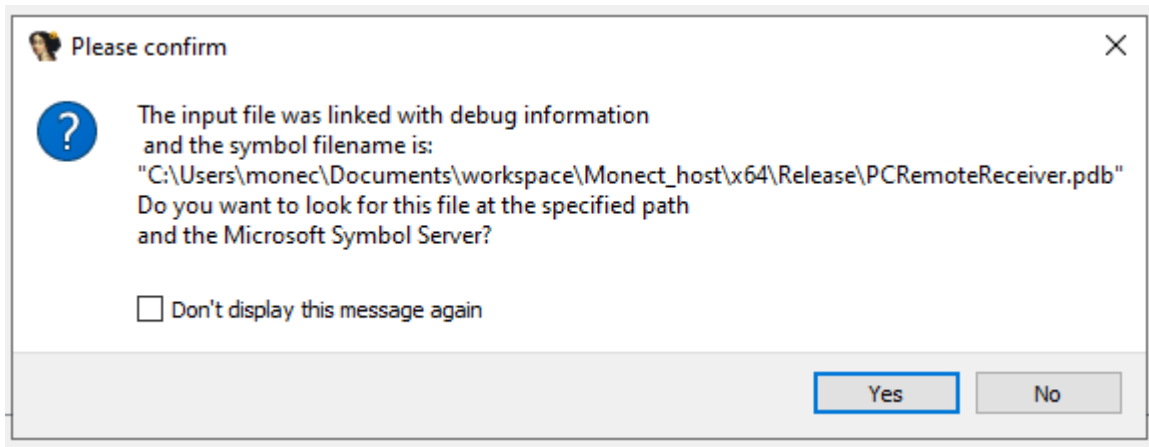 Please confirm
The input file was linked with debug information
and the symbol filename is:
"C:\Users\monec\Documents\workspace\Monect_host\x64\Release\PCRemoteReceiver.pdb"
Do you want to look for this file at the specified path
and the Microsoft Symbol Server?
Don't display this message again
Yes
No